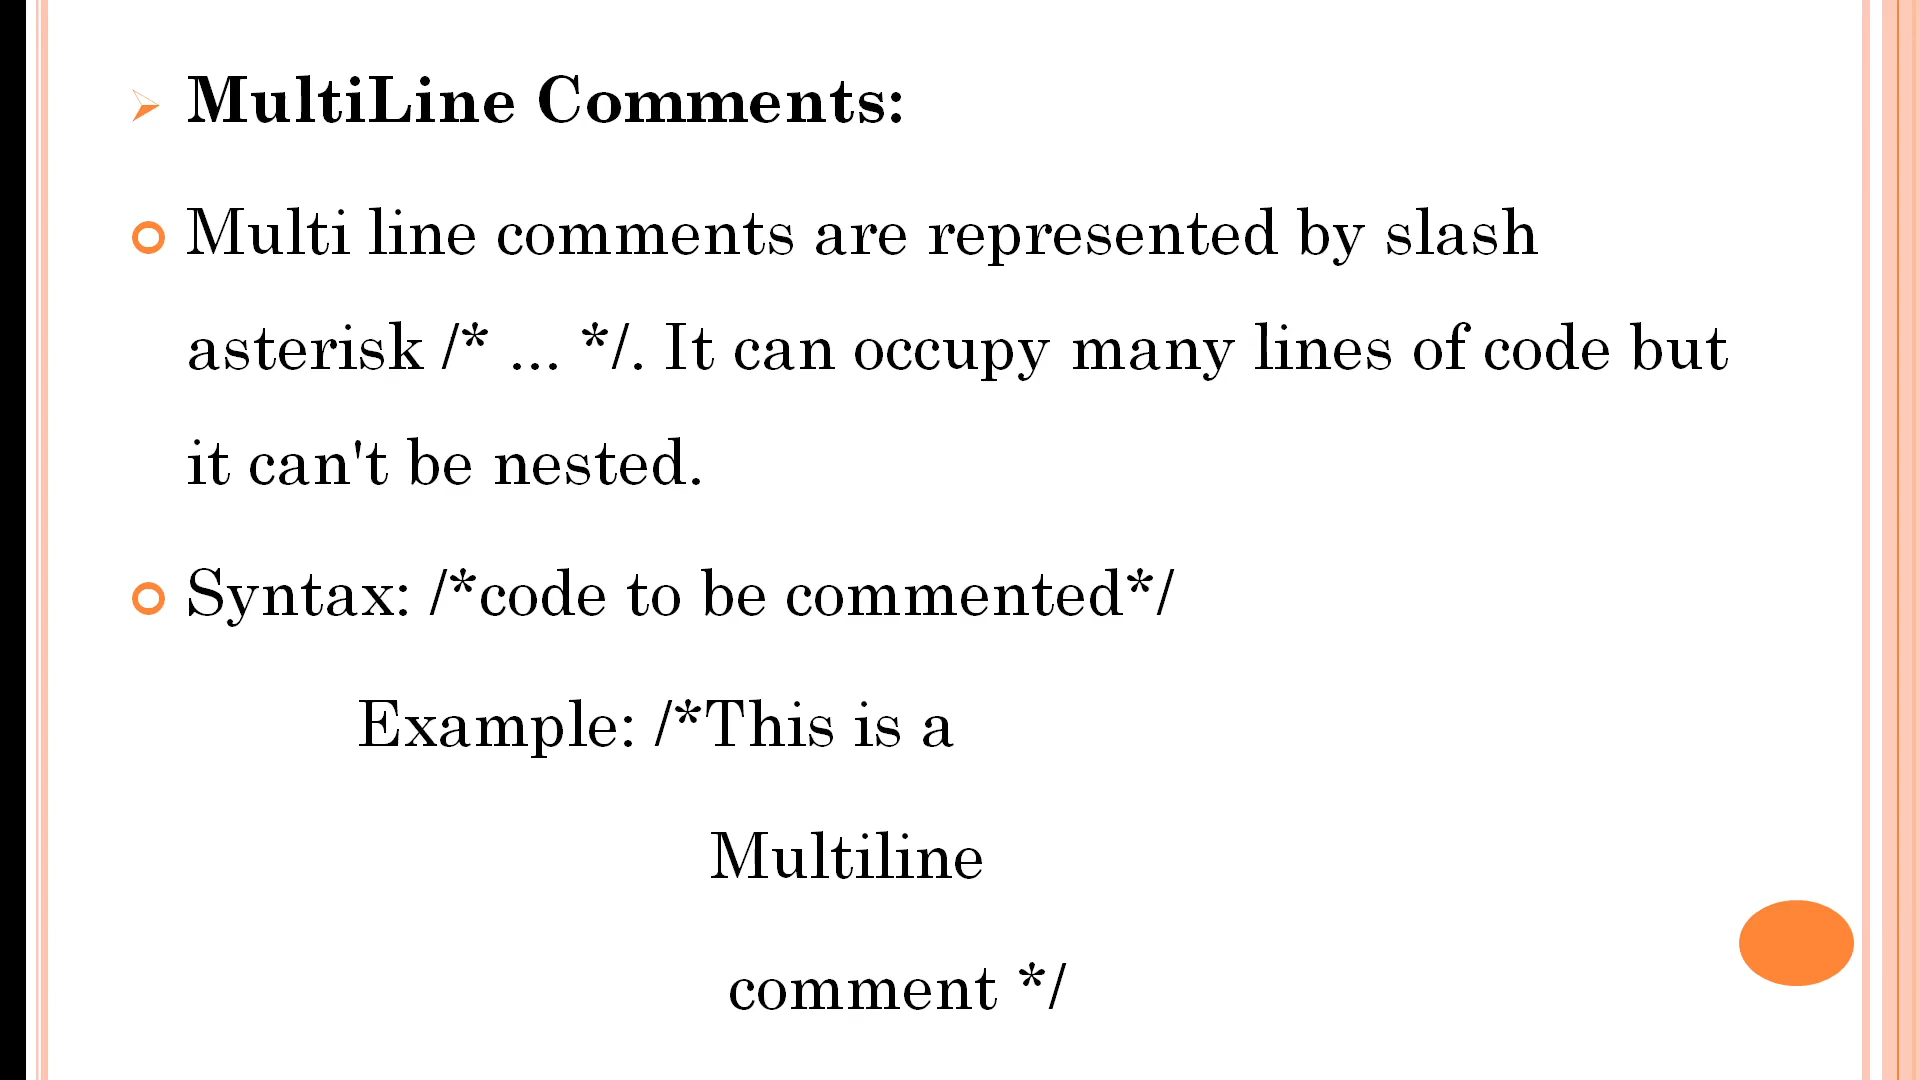 MultiLine Comments:
Multi line comments are represented by slash
asterisk /* ... */. It can occupy many lines of code but
it can't be nested.
Syntax: /*code to be commented*/
Example: /*This is a
Multiline
comment */